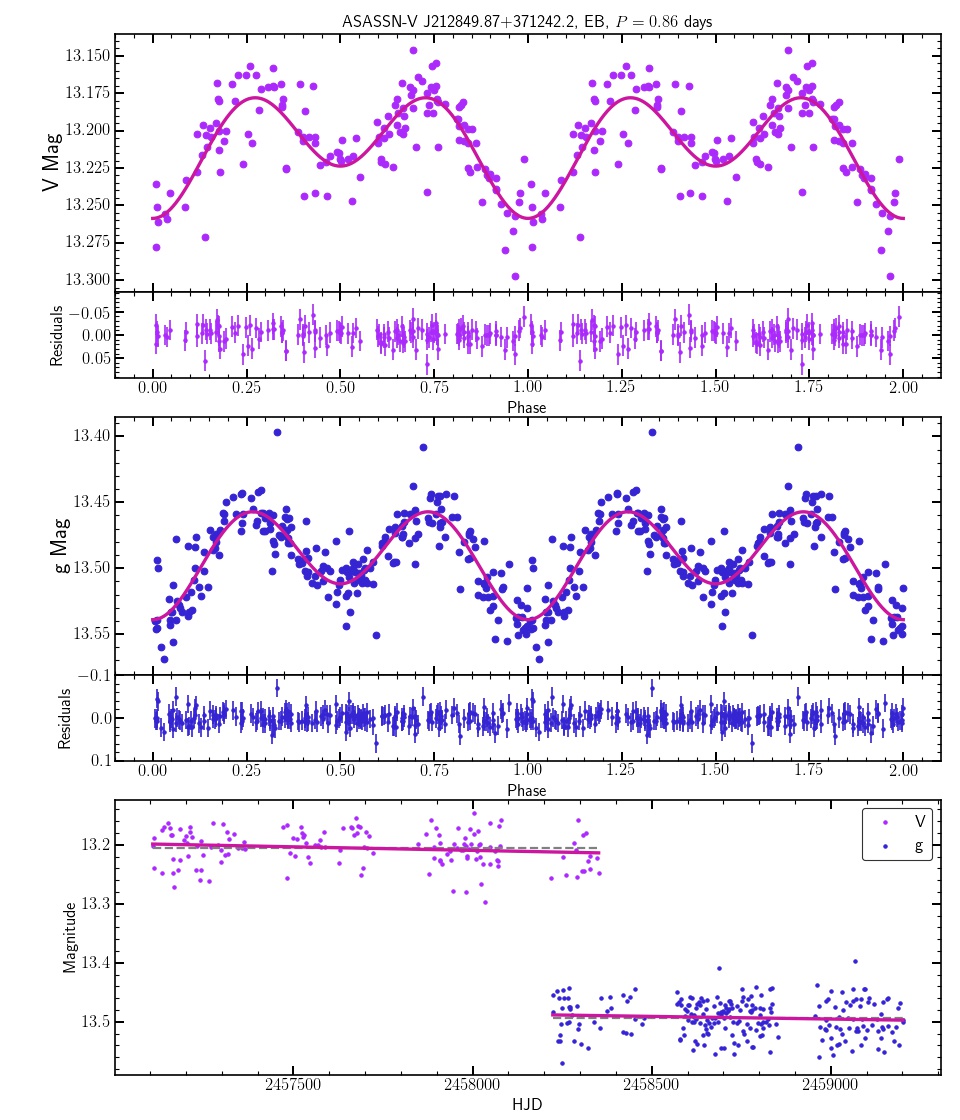 ASASSN-V J212849.87+371242.2, EB, P = 0.86 days
V Mag
13.150
13.175
13.200
13.225
13.250
13.275
13.300
Residuals
−0.05
0.00
0.05
0.00 0.25 0.50 0.75 1.00 1.25 1.50 1.75 2.00
Phase
g Mag
13.40
13.45
13.50
13.55
Residuals
−0.1
0.0
0.1
0.00 0.25 0.50 0.75 1.00 1.25 1.50 1.75 2.00
Phase
Magnitude
13.2
13.3
13.4
13.5
V
g
2457500 2458000 2458500 2459000
HJD